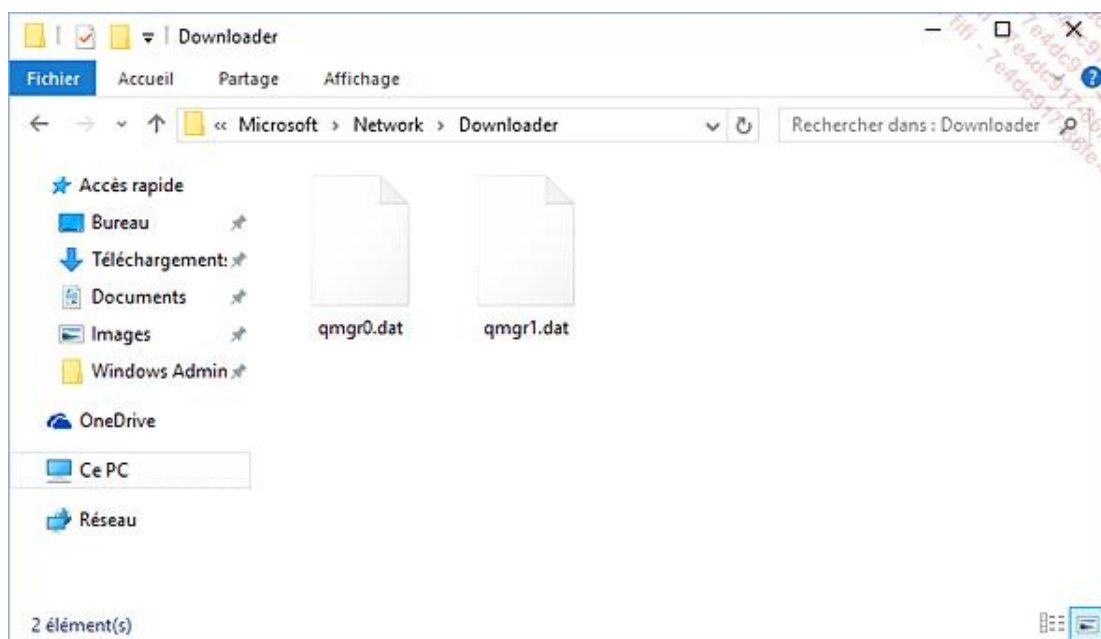 Downloader
Fichier Accueil Partage Affichage
« Microsoft > Network > Downloader Rechercher dans : Downloader
Accès rapide
Bureau
Téléchargement:
Documents
Images
Windows Admin
OneDrive
Ce PC
Réseau
qmgr0.dat qmgr1.dat
2 élément(s)